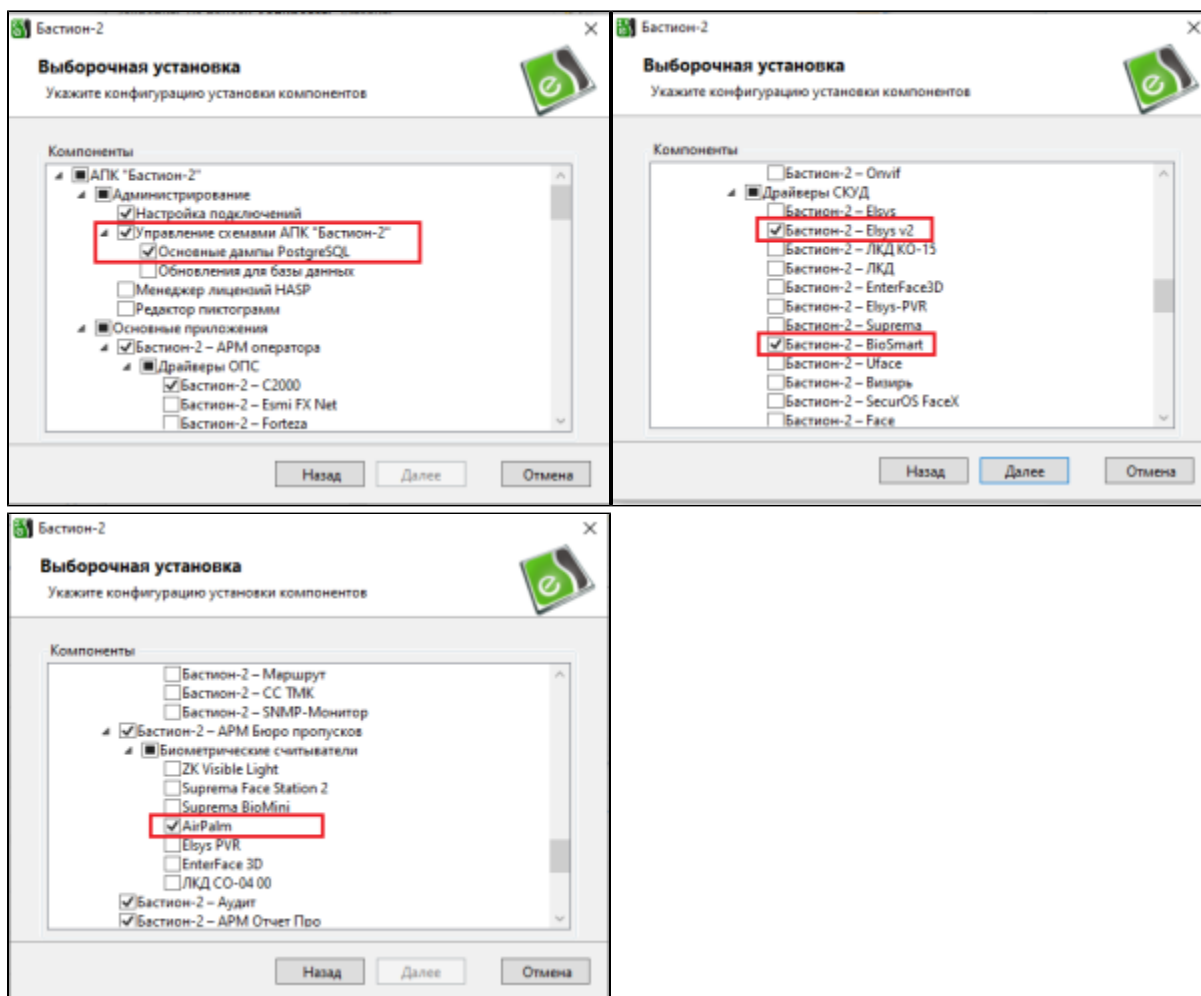 Бастион-2
Выборочная установка
Укажите конфигурацию установки компонентов
Компоненты
АПК "Бастион-2"
Администрирование
Настройка подключений
Управление схемами АПК "Бастион-2"
Основные дампы PostgreSQL
Обновления для базы данных
Менеджер лицензий HASP
Редактор пиктограмм
Основные приложения
Бастион-2 – АРМ оператора
Драйверы ОПС
Бастион-2 – C2000
Бастион-2 – Esmi FX Net
Бастион-2 – Forteza
Назад Далее Отмена
Бастион-2
Выборочная установка
Укажите конфигурацию установки компонентов
Компоненты
Бастион-2 – Onvif
Драйверы СКУД
Бастион-2 – Elsys
Бастион-2 – Elsys v2
Бастион-2 – ЛКД КО-15
Бастион-2 – ЛКД
Бастион-2 – EnterFace3D
Бастион-2 – Elsys-PVR
Бастион-2 – Suprema
Бастион-2 – BioSmart
Бастион-2 – Uface
Бастион-2 – Визирь
Бастион-2 – SecurOS FaceX
Бастион-2 – Face
Назад Далее Отмена
Бастион-2
Выборочная установка
Укажите конфигурацию установки компонентов
Компоненты
Бастион-2 – Маршрут
Бастион-2 – СС ТМК
Бастион-2 – SNMP-Монитор
Бастион-2 – АРМ Бюро пропусков
Биометрические считыватели
ZK Visible Light
Suprema Face Station 2
Suprema BioMini
AirPalm
Elsys PVR
EnterFace 3D
ЛКД СО-04 00
Бастион-2 – Аудит
Бастион-2 – АРМ Отчет Про
Назад Далее Отмена